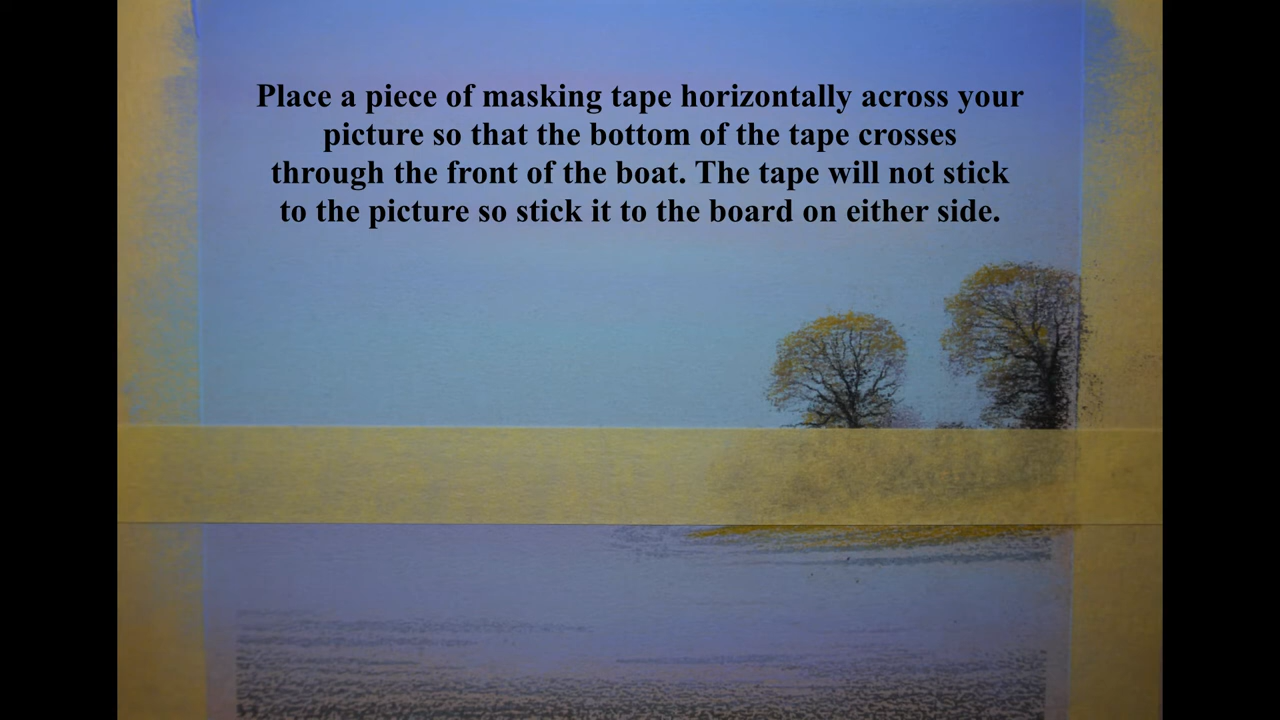 Place a piece of masking tape horizontally across your
picture so that the bottom of the tape crosses
through the front of the boat. The tape will not stick
to the picture so stick it to the board on either side.